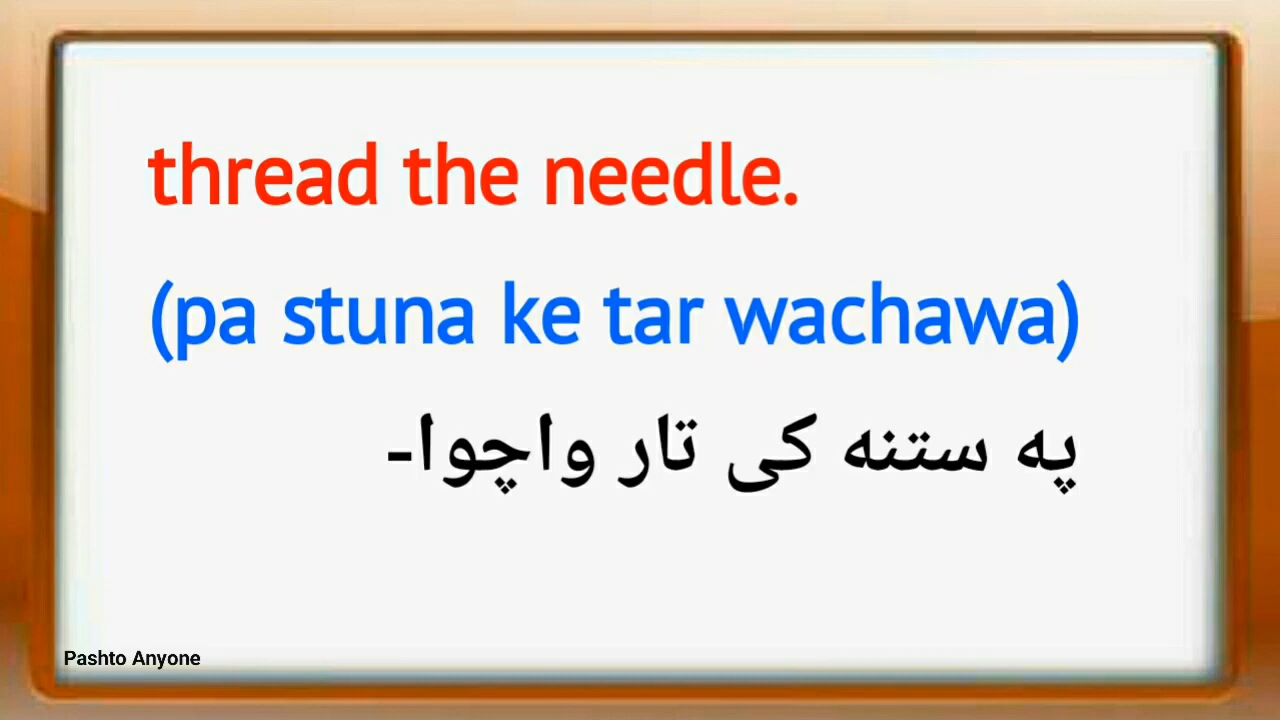 thread the needle.
(pa stuna ke tar wachawa)
په ستنه کی تار واچوا-
Pashto Anyone